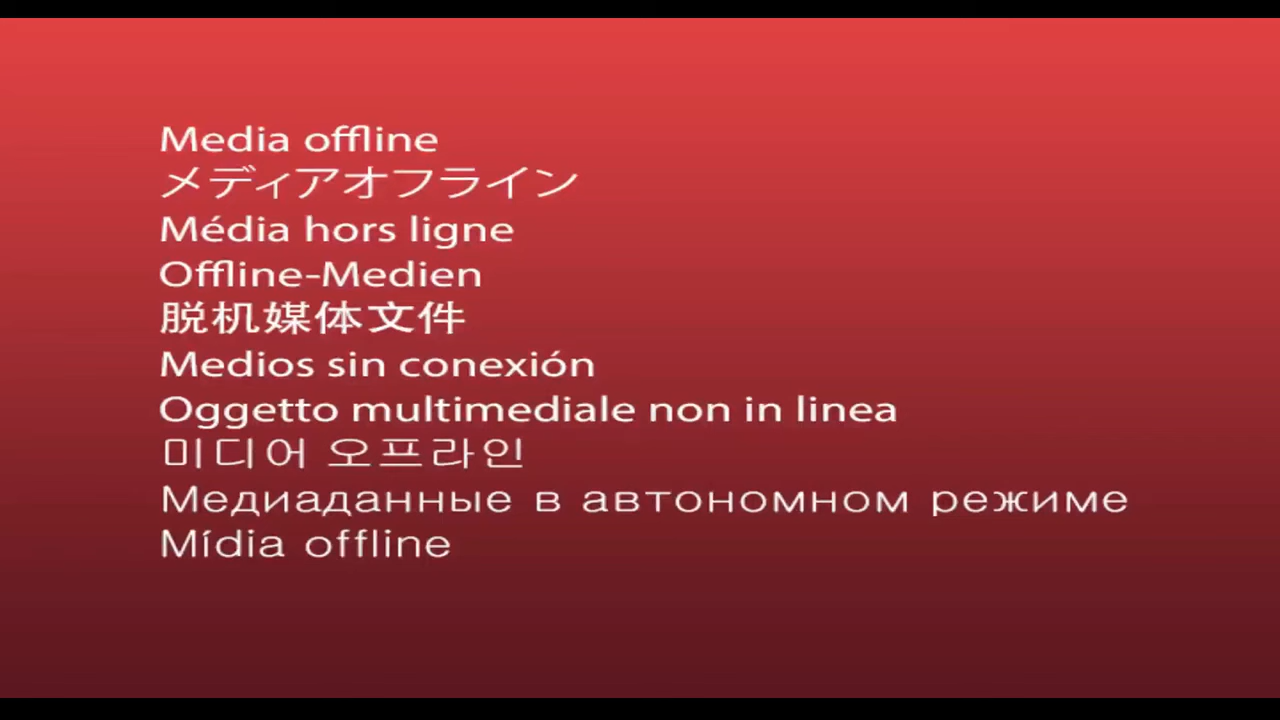 Media offline
メディアオフライン
Média hors ligne
Offline-Medien
脱机媒体文件
Medios sin conexión
Oggetto multimediale non in linea
미디어 오프라인
Медиаданные в автономном режиме
Mídia offline